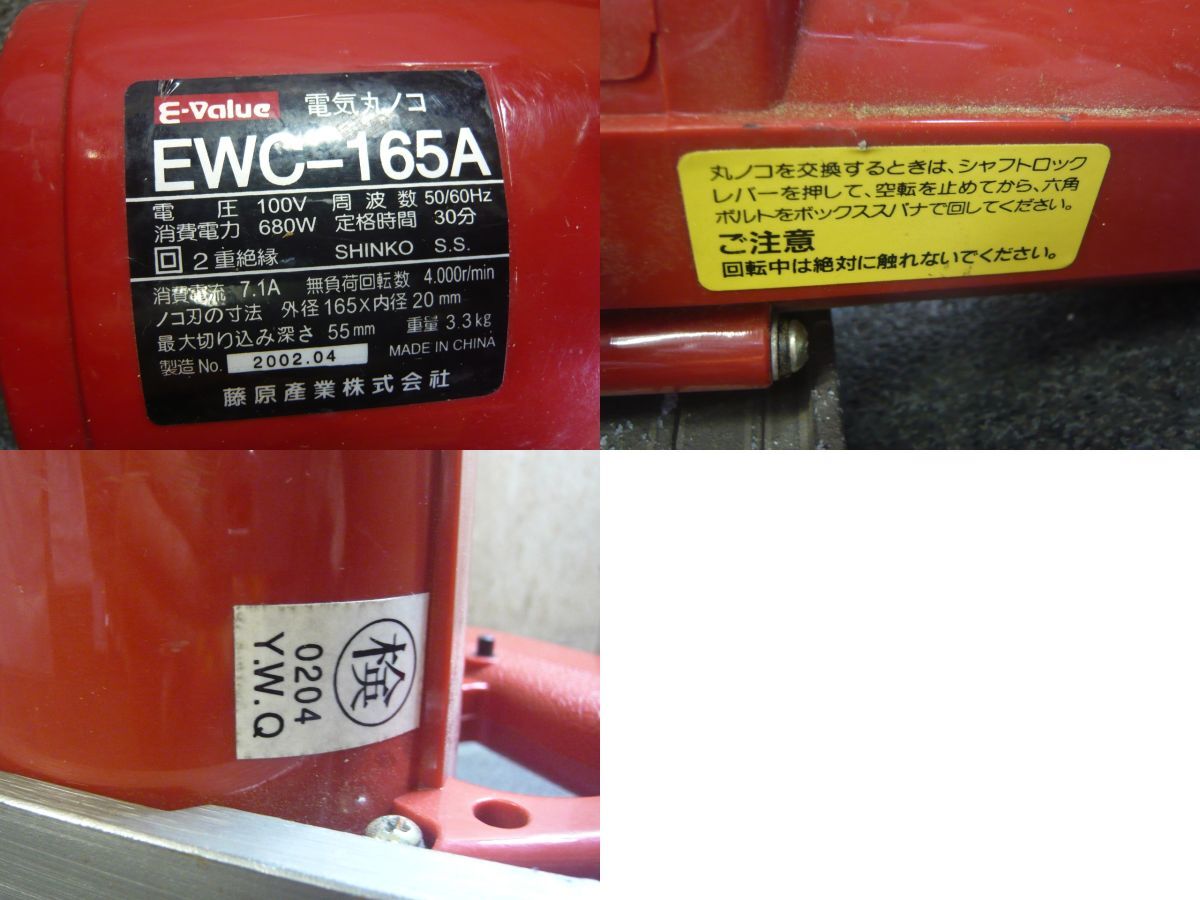 E-Value 電気丸ノコ
EWC-165A
電圧 100V 周波数 50/60Hz
消費電力 680W 定格時間 30分
回 2重絶縁 SHINKO S.S.
消費電流 7.1A 無負荷回転数 4.000r/min
ノコ刃の寸法 外径165×内径20mm
最大切り込み深さ 55mm 重量 3.3kg
製造No. 2002.04 MADE IN CHINA
藤原産業株式会社
丸ノコを交換するときは、シャフトロック
レバーを押して、空転を止めてから、六角
ボルトをボックススパナで回してください。
ご注意
回転中は絶対に触れないでください。
検
0204
Y.W.Q